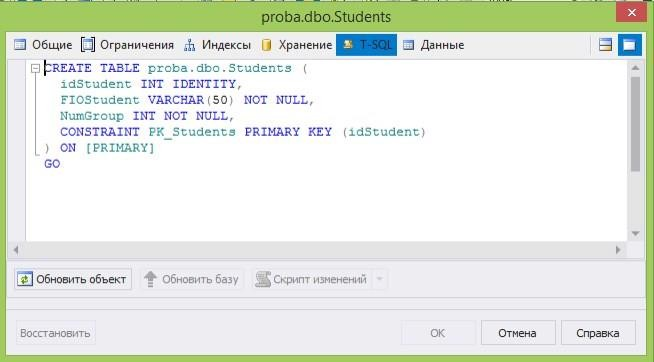 proba.dbo.Students
Общие Ограничения Индексы Хранение T-SQL Данные
CREATE TABLE proba.dbo.Students (
idStudent INT IDENTITY,
FIOStudent VARCHAR(50) NOT NULL,
NumGroup INT NOT NULL,
CONSTRAINT PK_Students PRIMARY KEY (idStudent)
) ON [PRIMARY]
GO
Обновить объект Обновить базу Скрипт изменений
Восстановить OK Отмена Справка